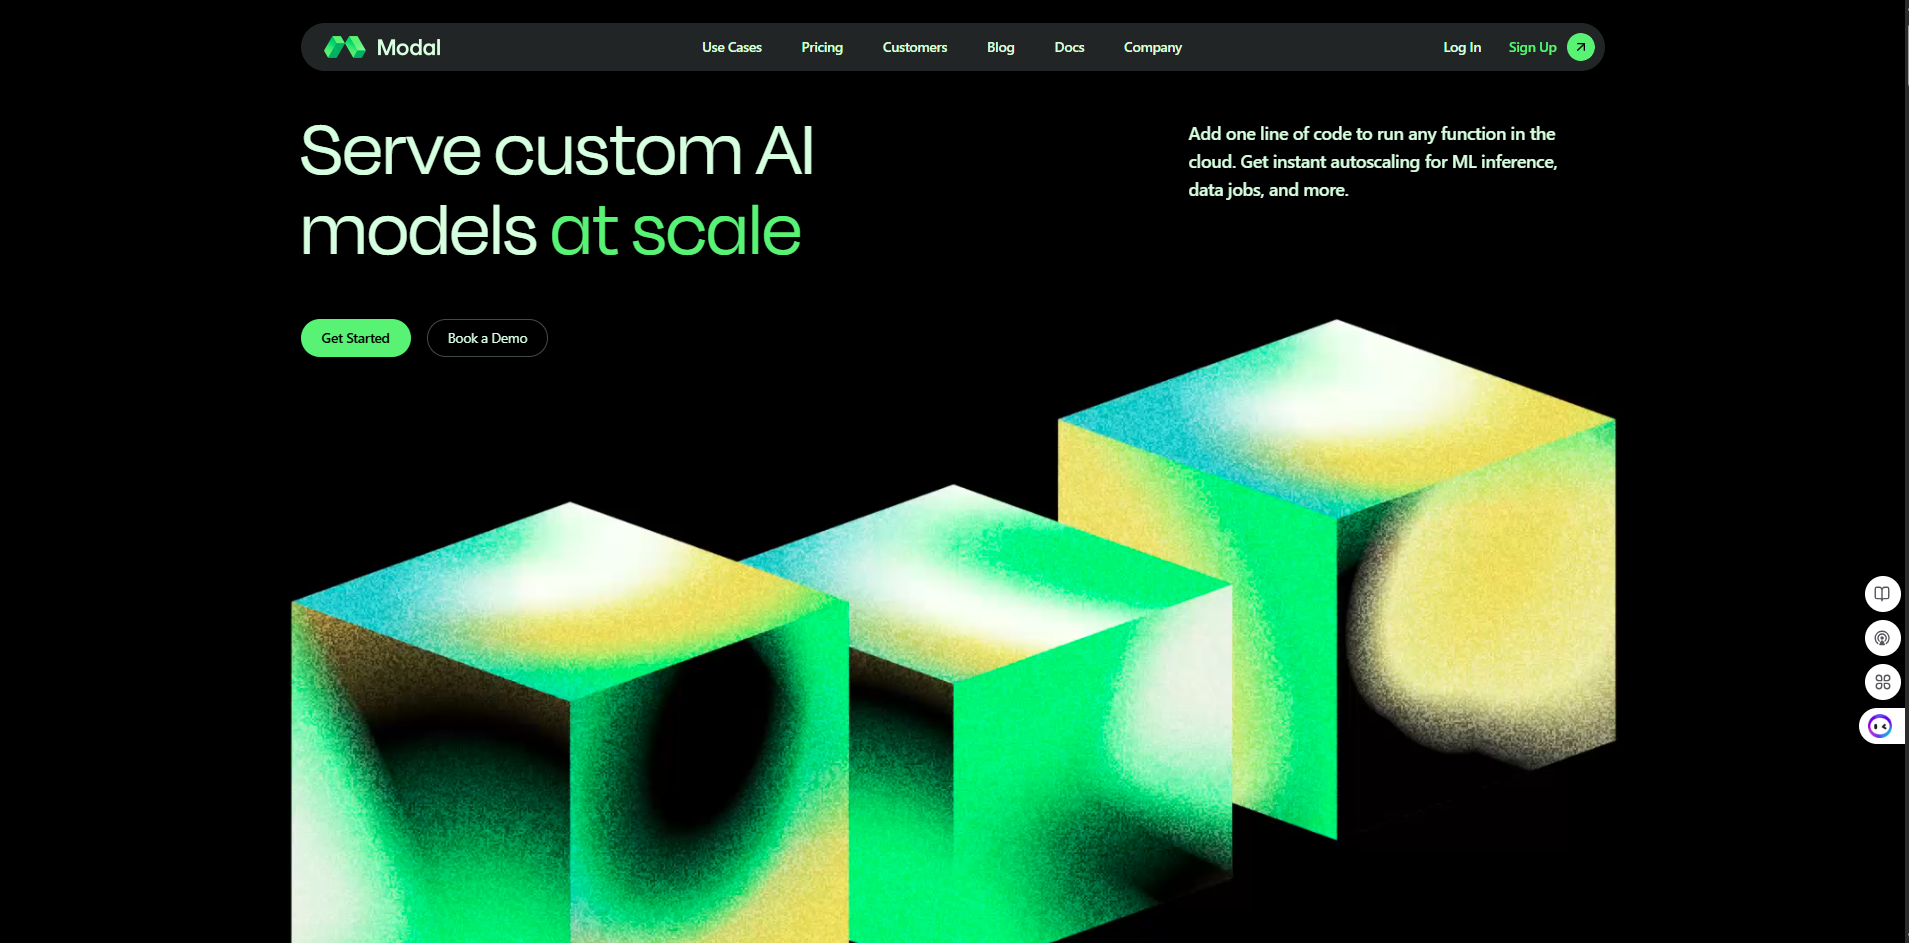 Modal
Use Cases
Pricing
Customers
Blog
Docs
Company
Log In
Sign Up
Serve custom AI
models at scale
Add one line of code to run any function in the
cloud. Get instant autoscaling for ML inference,
data jobs, and more.
Get Started
Book a Demo